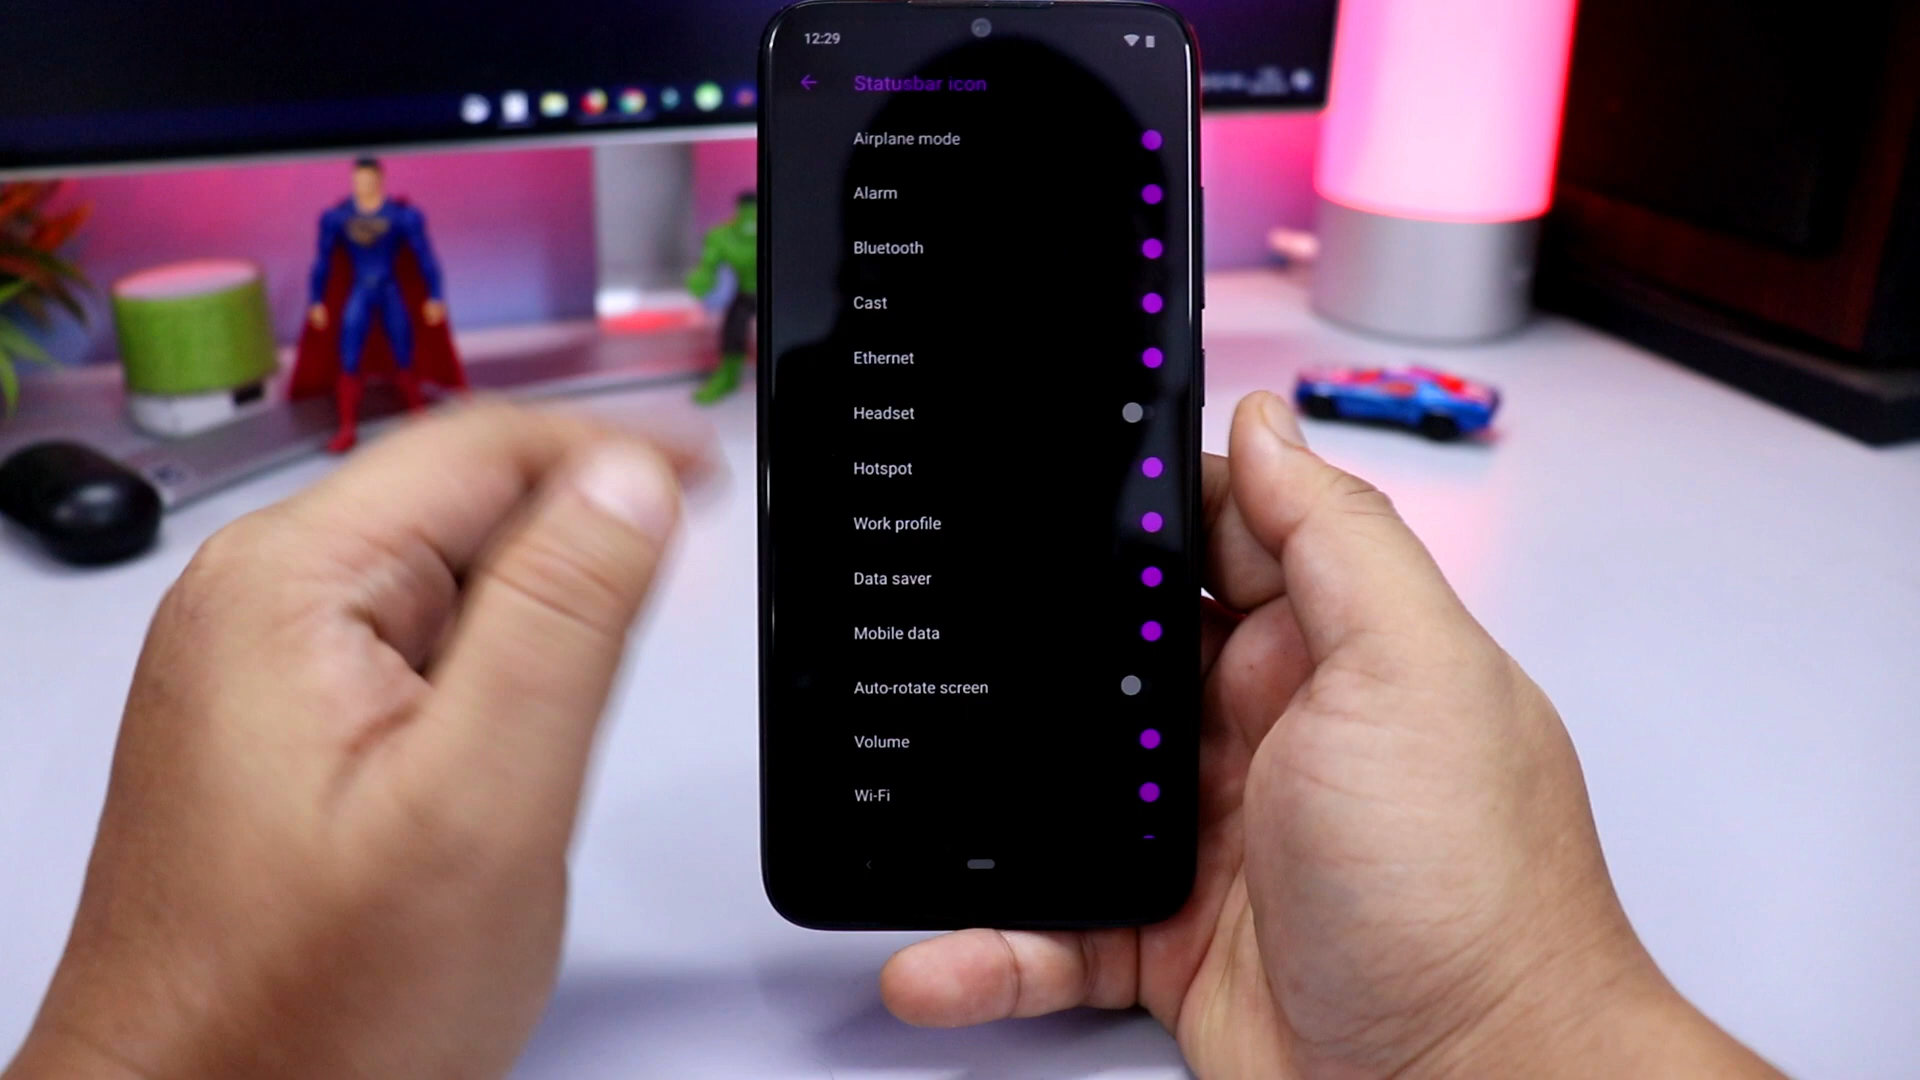 12:29
Statusbar icon
Airplane mode
Alarm
Bluetooth
Cast
Ethernet
Headset
Hotspot
Work profile
Data saver
Mobile data
Auto-rotate screen
Volume
Wi-Fi